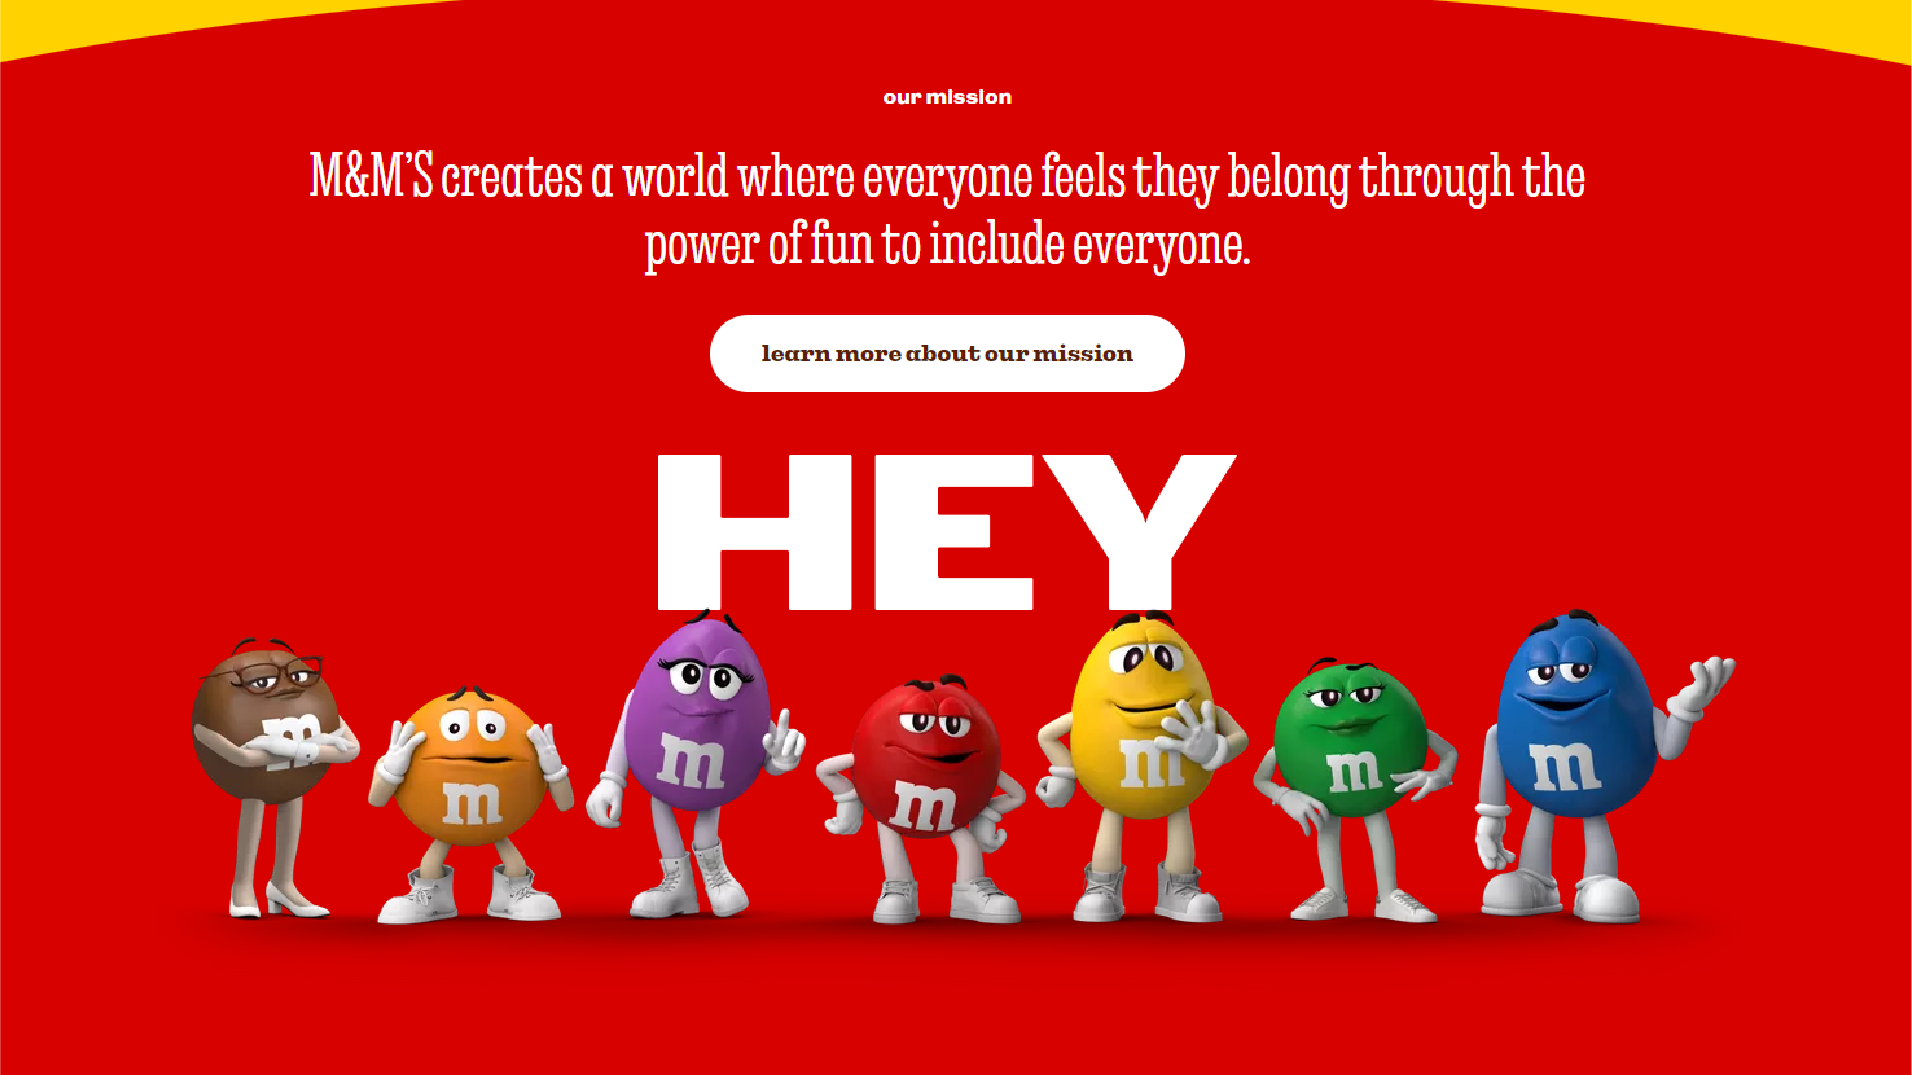 our mission
M&M'S creates a world where everyone feels they belong through the
power of fun to include everyone.
learn more about our mission
HEY
m
m
m
m
m
m
m